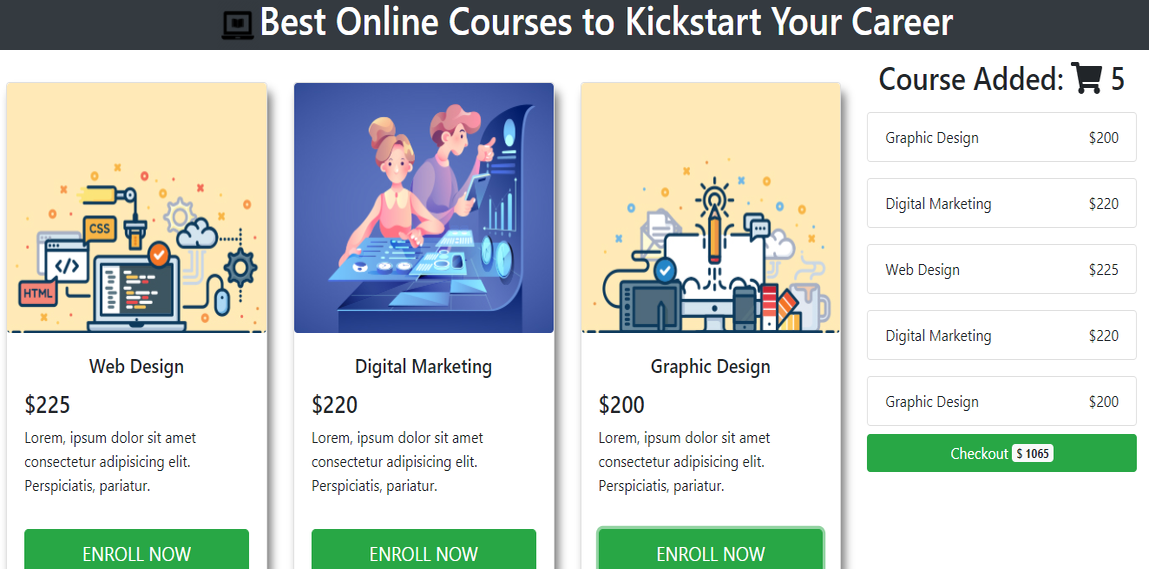 Best Online Courses to Kickstart Your Career
CSS
</>
HTML
Web Design
$225
Lorem, ipsum dolor sit amet
consectetur adipisicing elit.
Perspiciatis, pariatur.
ENROLL NOW
Digital Marketing
$220
Lorem, ipsum dolor sit amet
consectetur adipisicing elit.
Perspiciatis, pariatur.
ENROLL NOW
Graphic Design
$200
Lorem, ipsum dolor sit amet
consectetur adipisicing elit.
Perspiciatis, pariatur.
ENROLL NOW
Course Added: 5
Graphic Design $200
Digital Marketing $220
Web Design $225
Digital Marketing $220
Graphic Design $200
Checkout $ 1065